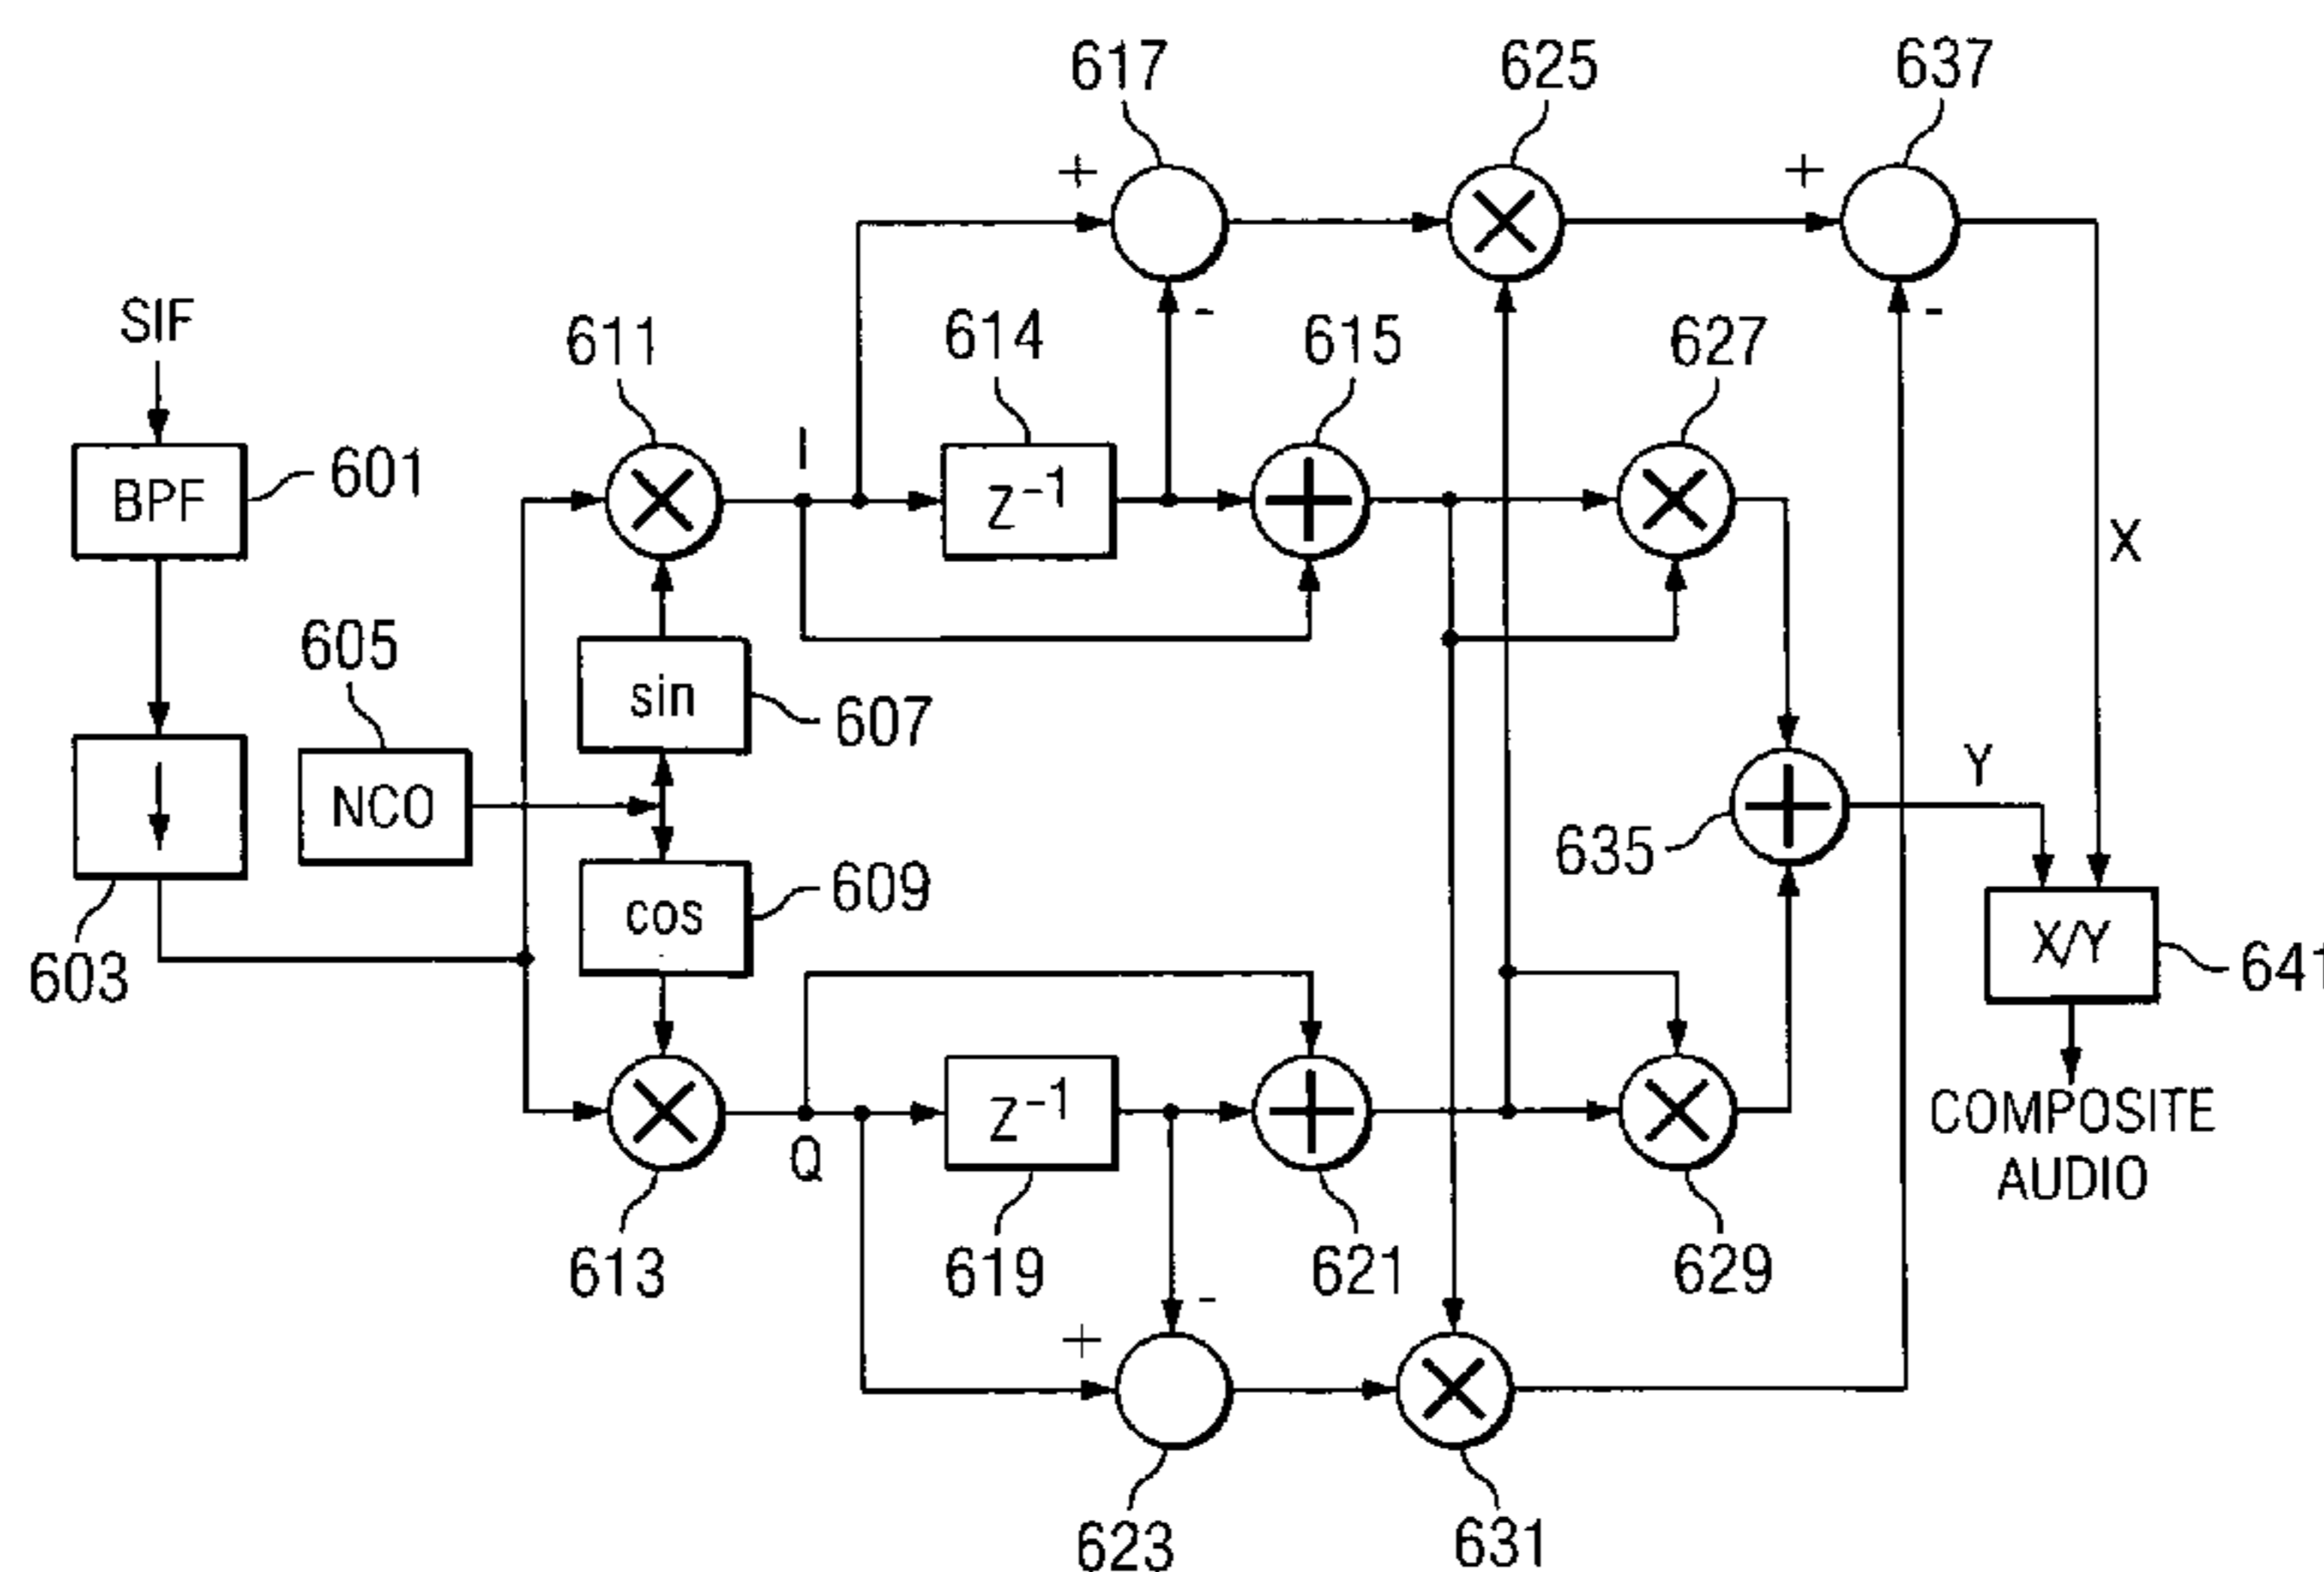 617
625
637
+
+
SIF
611
614
-
615
627
-
BPF
601
I
Z⁻¹
X
605
sin
607
NCO
Y
635
cos
609
X/Y
641
603
Z⁻¹
COMPOSITE
AUDIO
Q
613
619
621
629
-
+
623
631